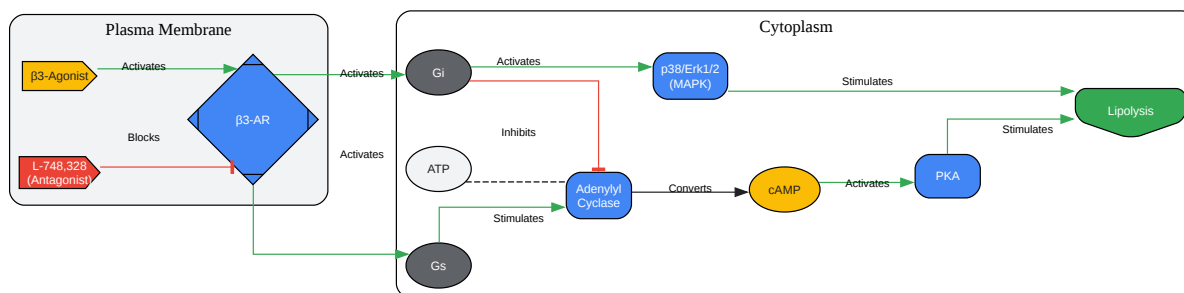 Plasma Membrane
Cytoplasm
β3-Agonist
Activates
β3-AR
Blocks
L-748,328
(Antagonist)
Activates
Activates
Gi
Activates
p38/Erk1/2
(MAPK)
Stimulates
Lipolysis
Inhibits
Stimulates
ATP
Adenylyl
Cyclase
Converts
cAMP
Activates
PKA
Stimulates
Gs